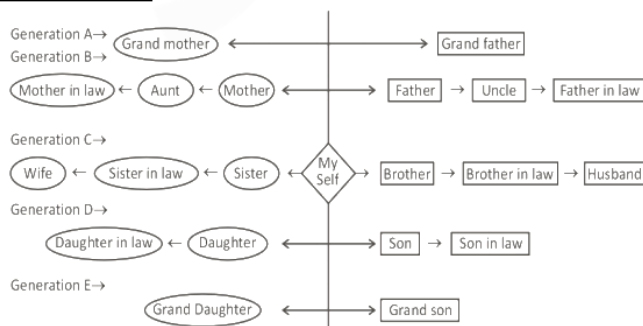 Generation A→
Grand mother Grand father
Generation B→
Mother in law ← Aunt ← Mother Father → Uncle → Father in law
Generation C→
Wife ← Sister in law ← Sister ← My Self → Brother → Brother in law → Husband
Generation D→
Daughter in law ← Daughter Son → Son in law
Generation E→
Grand Daughter Grand son